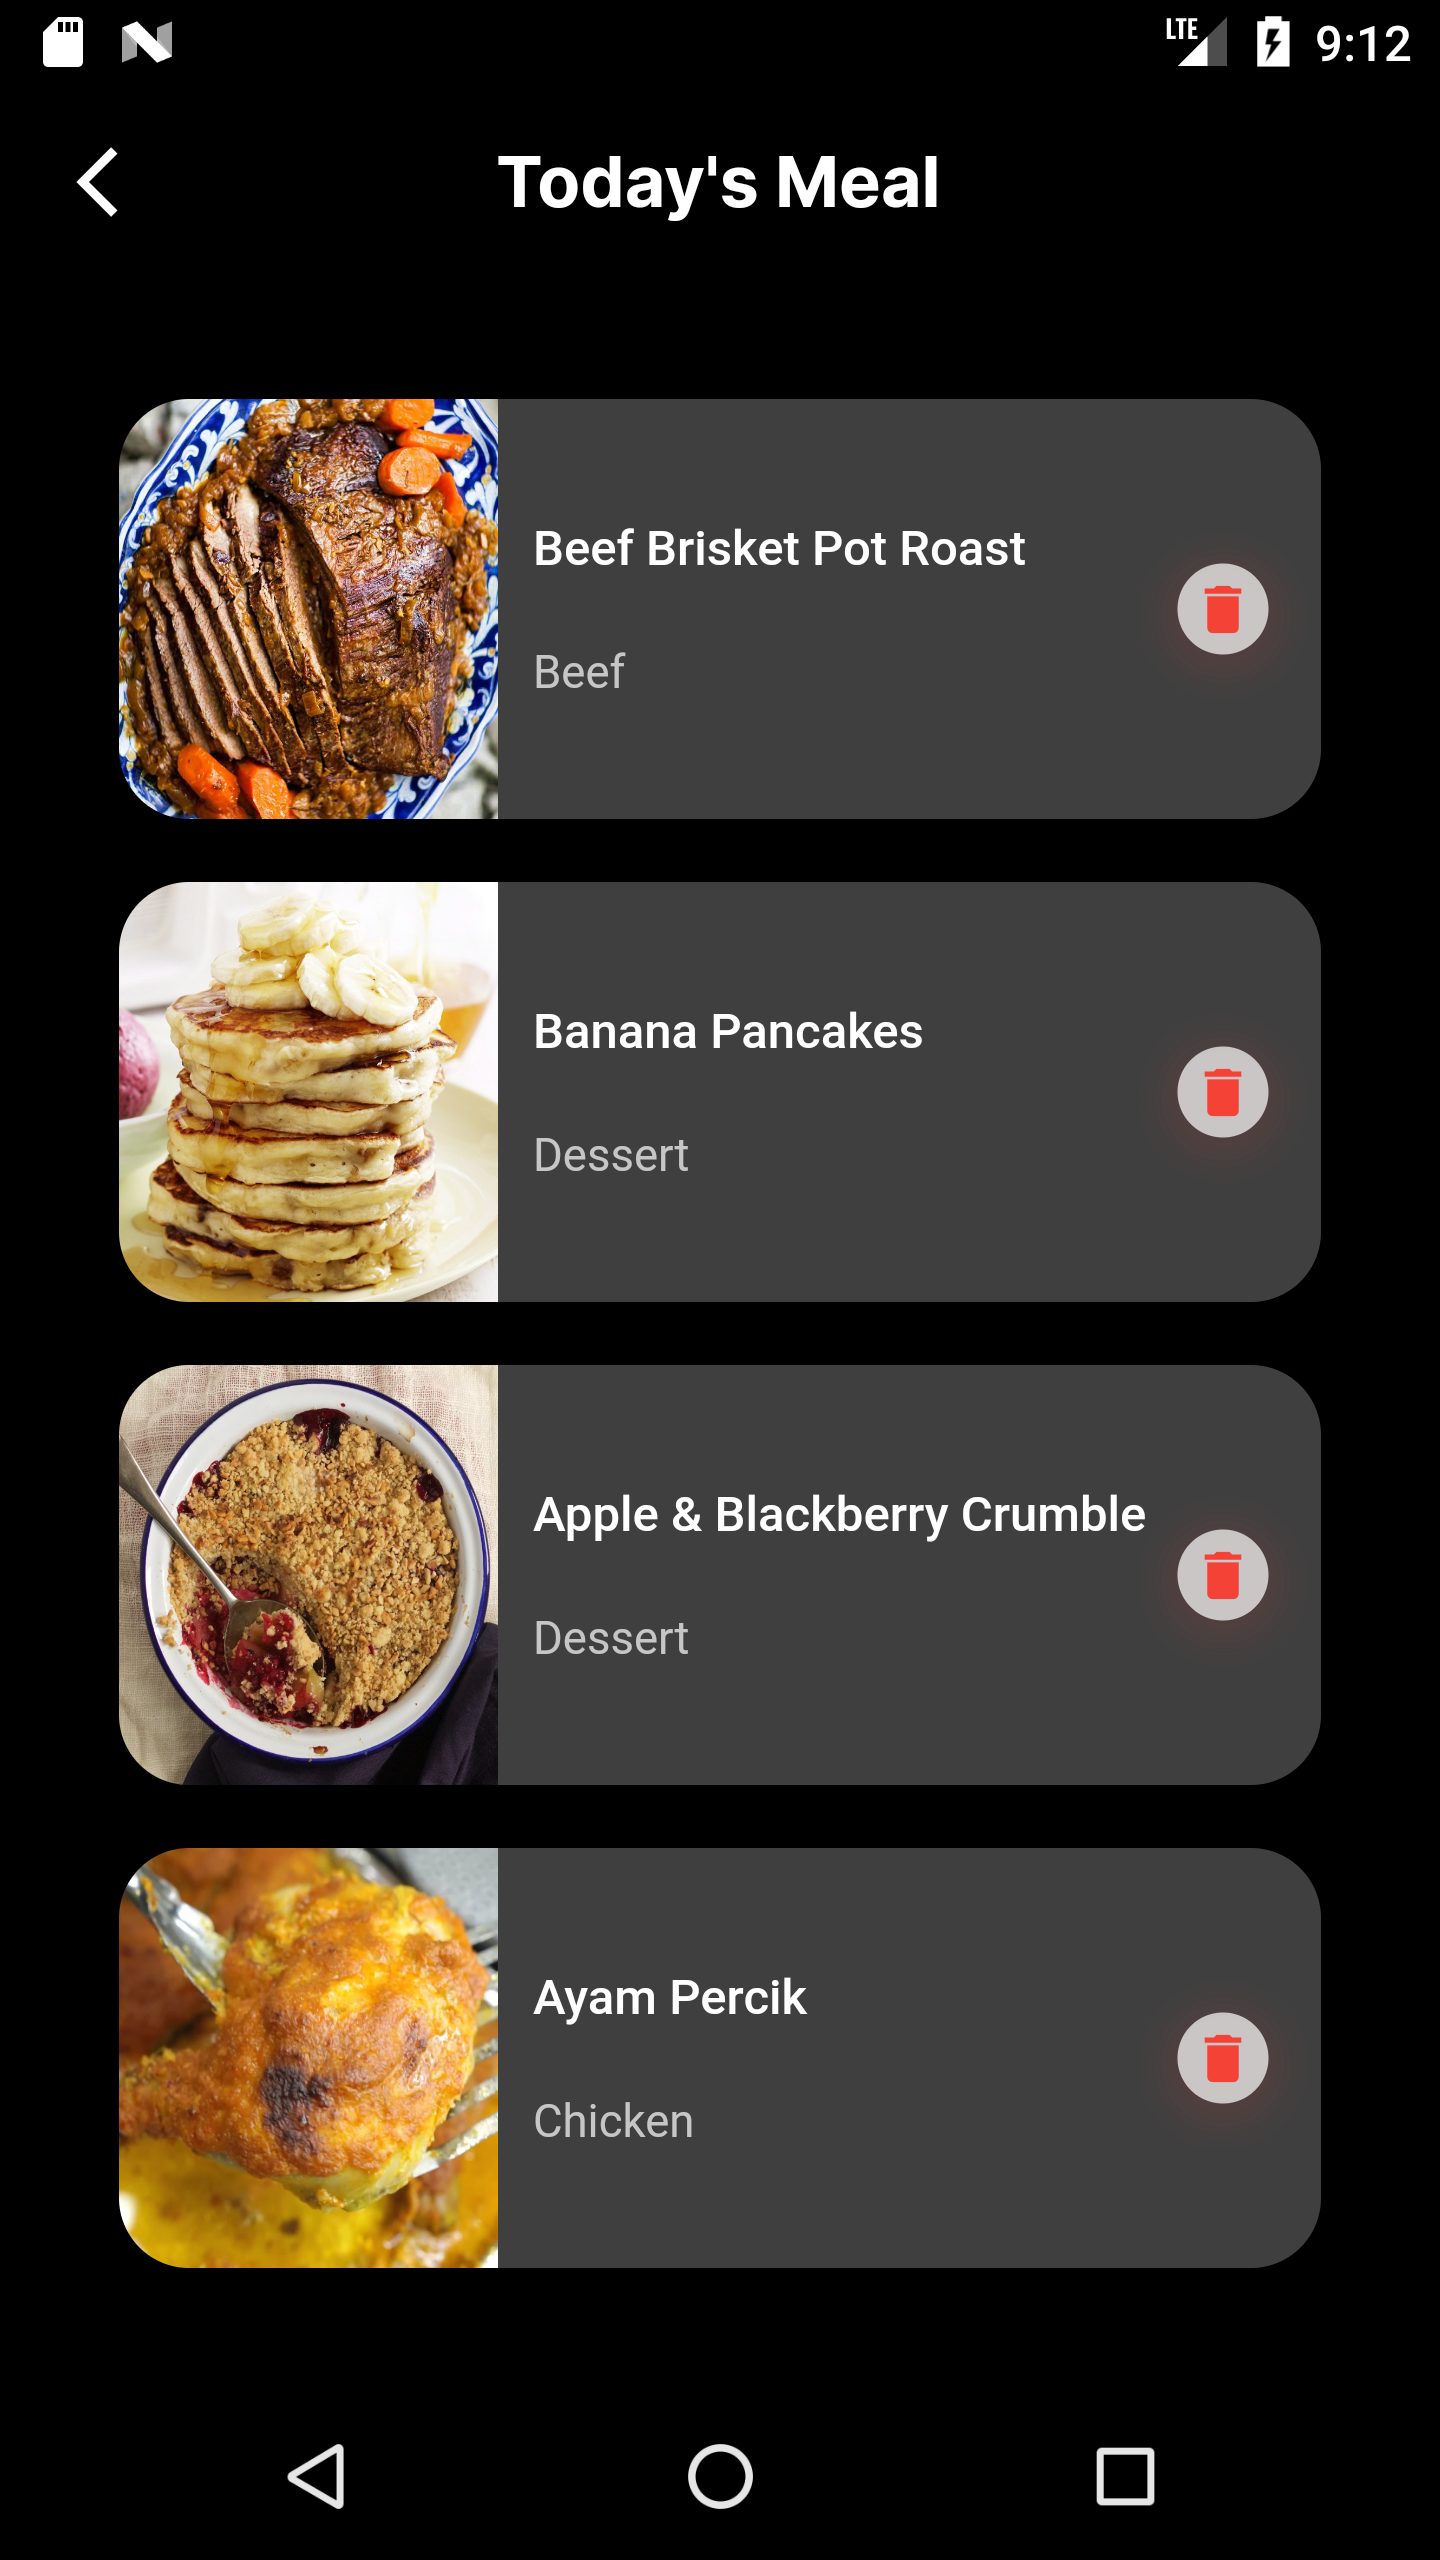 LTE 9:12
Today's Meal
Beef Brisket Pot Roast
Beef
Banana Pancakes
Dessert
Apple & Blackberry Crumble
Dessert
Ayam Percik
Chicken